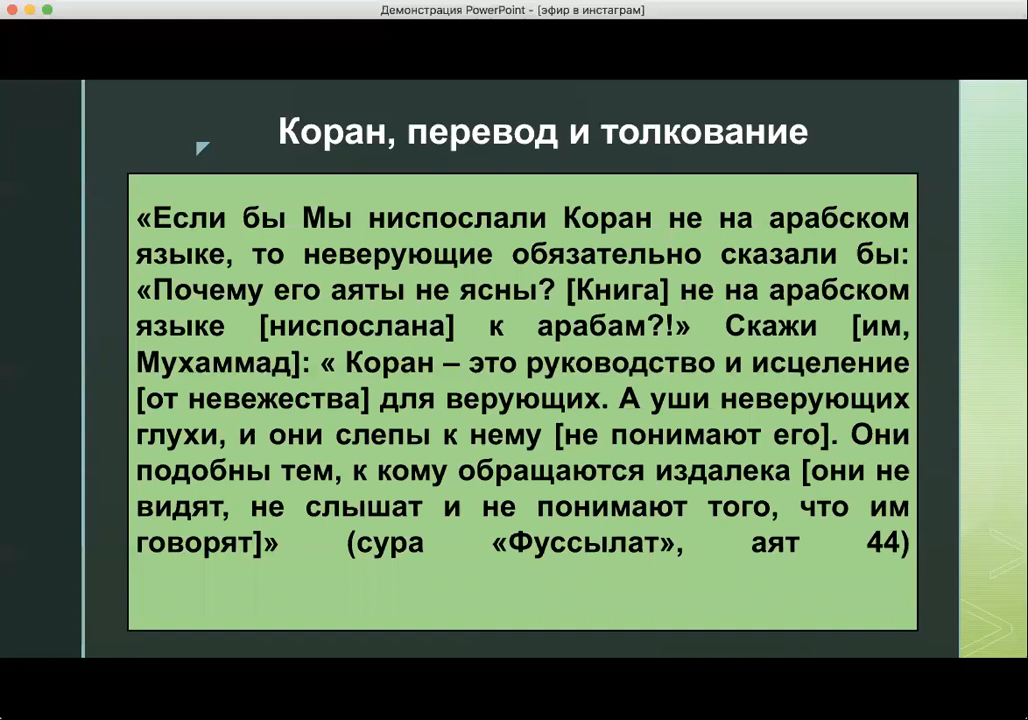 Демонстрация PowerPoint - [эфир в инстаграм]
Коран, перевод и толкование
«Если бы Мы ниспослали Коран не на арабском
языке, то неверующие обязательно сказали бы:
«Почему его аяты не ясны? [Книга] не на арабском
языке [ниспослана] к арабам?!» Скажи [им,
Мухаммад]: « Коран – это руководство и исцеление
[от невежества] для верующих. А уши неверующих
глухи, и они слепы к нему [не понимают его]. Они
подобны тем, к кому обращаются издалека [они не
видят, не слышат и не понимают того, что им
говорят]» (сура «Фуссылат», аят 44)